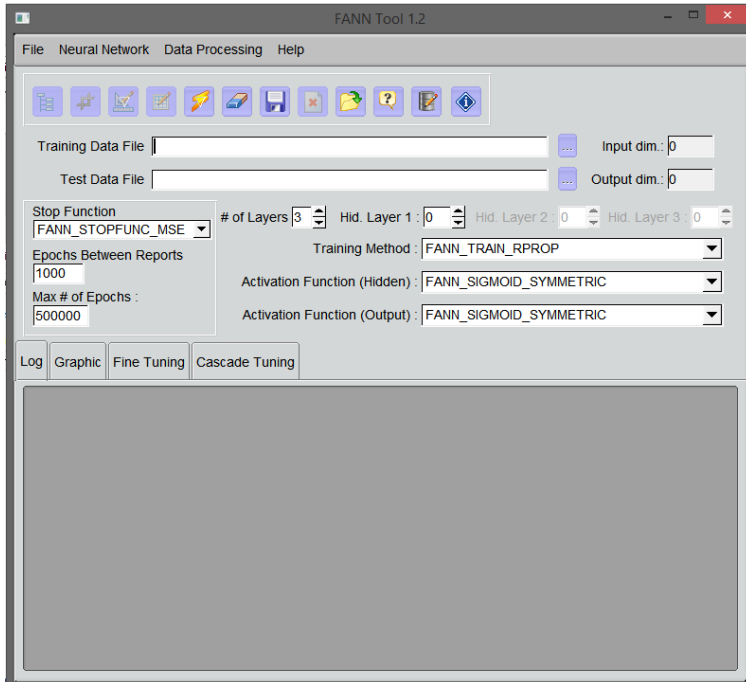 FANN Tool 1.2
File Neural Network Data Processing Help
Training Data File ... Input dim.: 0
Test Data File ... Output dim.: 0
Stop Function
FANN_STOPFUNC_MSE
Epochs Between Reports
1000
Max # of Epochs :
500000
# of Layers 3 Hid. Layer 1 : 0 Hid. Layer 2 : 0 Hid. Layer 3 : 0
Training Method : FANN_TRAIN_RPROP
Activation Function (Hidden) : FANN_SIGMOID_SYMMETRIC
Activation Function (Output) : FANN_SIGMOID_SYMMETRIC
Log Graphic Fine Tuning Cascade Tuning